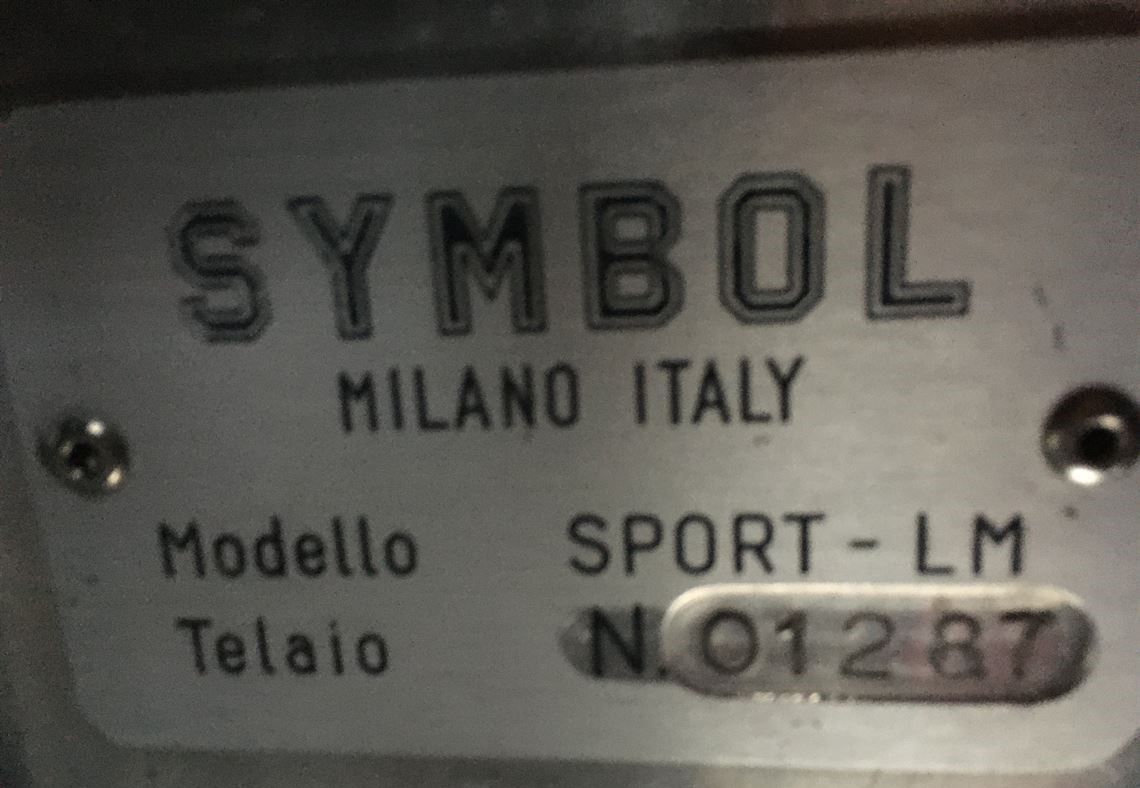 SYMBOL
MILANO ITALY
Modello SPORT - LM
Telaio N. 01287